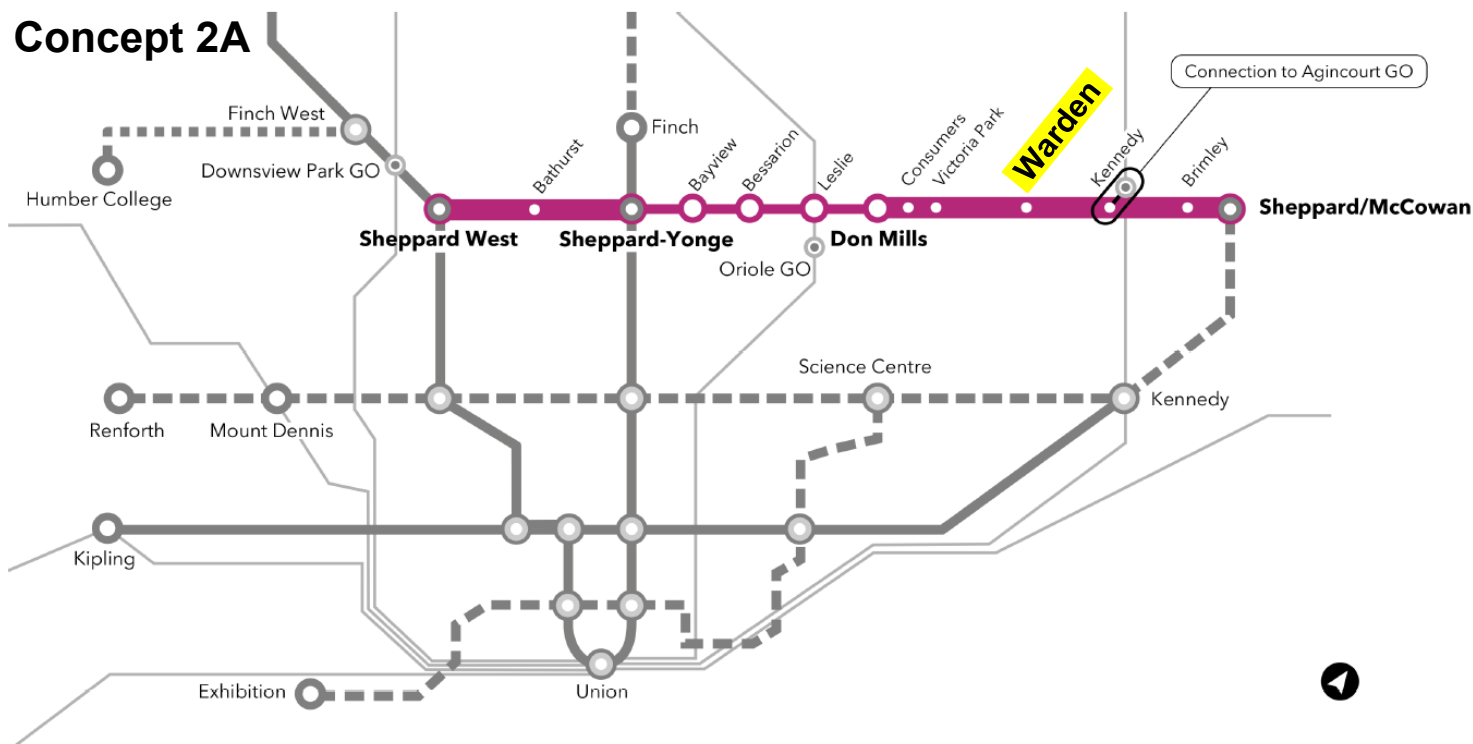 Concept 2A
Connection to Agincourt GO
Finch West
Finch
Downsview Park GO
Humber College
Bathurst
Bayview
Bessarion
Leslie
Consumers
Victoria Park
Warden
Kennedy
Brimley
Sheppard West
Sheppard-Yonge
Don Mills
Sheppard/McCowan
Oriole GO
Science Centre
Kennedy
Renforth
Mount Dennis
Kipling
Exhibition
Union